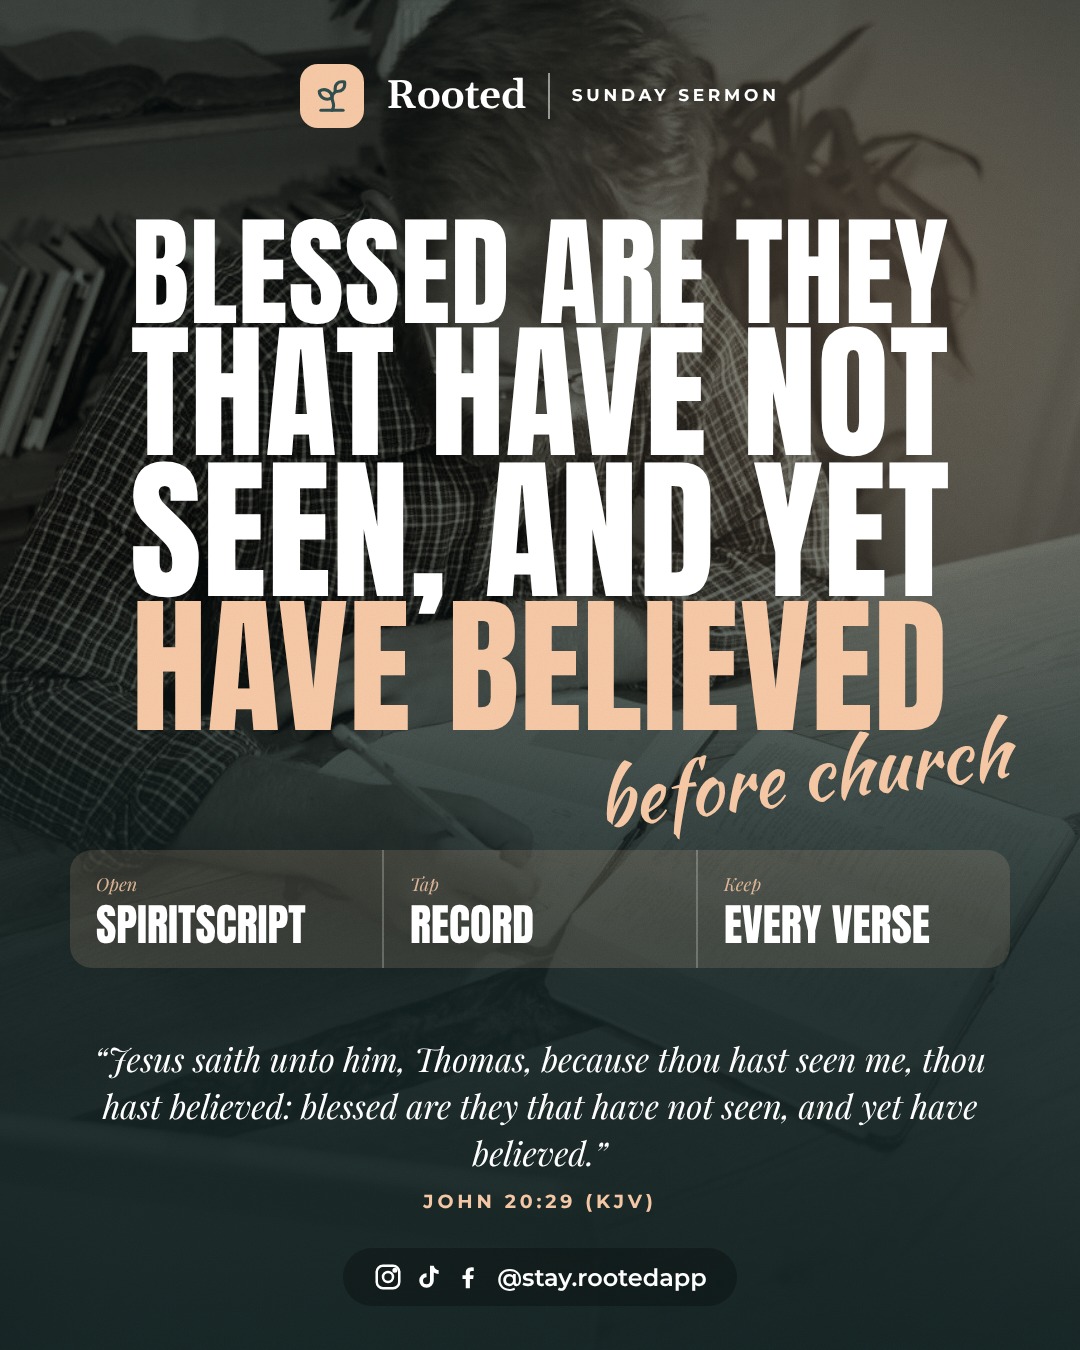 Rooted
SUNDAY SERMON
BLESSED ARE THEY
THAT HAVE NOT
SEEN, AND YET
HAVE BELIEVED
before church
Open
SPIRITSCRIPT
Tap
RECORD
Keep
EVERY VERSE
“Jesus saith unto him, Thomas, because thou hast seen me, thou
hast believed: blessed are they that have not seen, and yet have
believed.”
JOHN 20:29 (KJV)
@stay.rootedapp